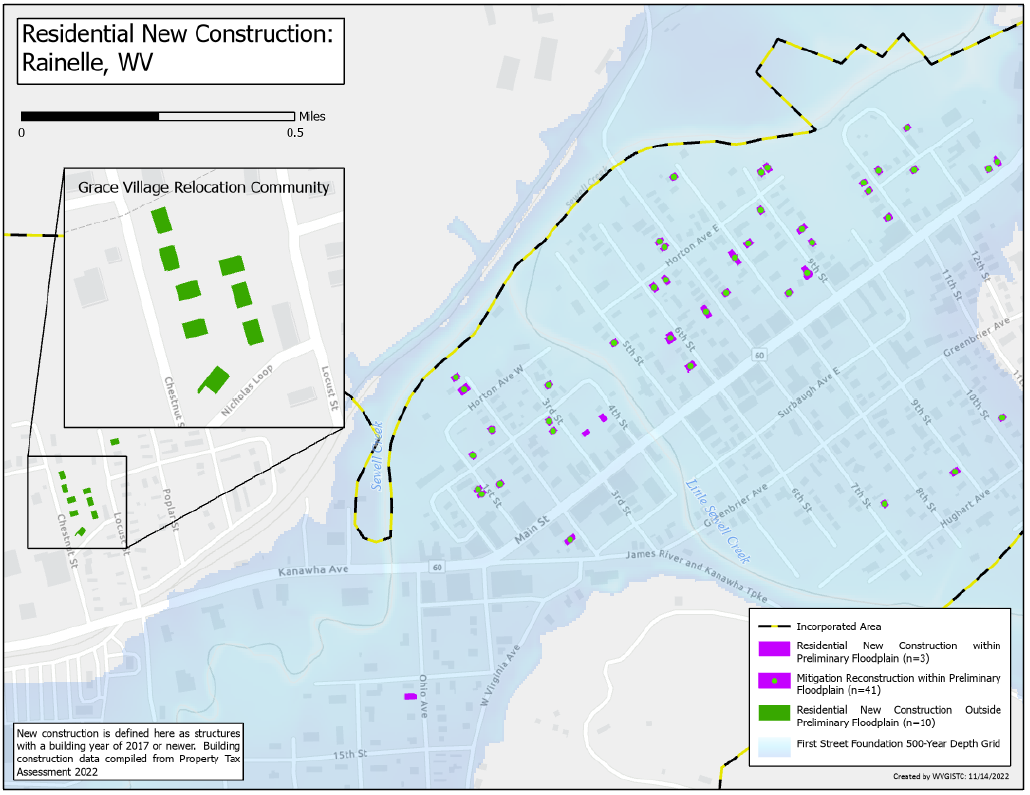 Residential New Construction:
Rainelle, WV
0
0.5
Miles
Grace Village Relocation Community
Chestnut S
Nicholas Loop
Locust St
Sewell Creek
Horton Ave E
9th St
11th St
12th St
Greenbrier Ave
60
6th St
5th St
Surbaugh Ave E
Horton Ave W
3rd St
4th St
9th St
10th St
Sewell Creek
1st St
Main St
3rd St
Little Sewell Creek
Greenbrier Ave
6th St
7th St
8th St
Hughart Ave
Chestnut St
Locust St
Poplar St
Kanawha Ave
60
James River and Kanawha Tpke
Ohio Ave
W Virginia Ave
15th St
Incorporated Area
Residential New Construction within
Preliminary Floodplain (n=3)
Mitigation Reconstruction within Preliminary
Floodplain (n=41)
Residential New Construction Outside
Preliminary Floodplain (n=10)
First Street Foundation 500-Year Depth Grid
New construction is defined here as structures
with a building year of 2017 or newer. Building
construction data compiled from Property Tax
Assessment 2022
Created by WVGISTC: 11/14/2022